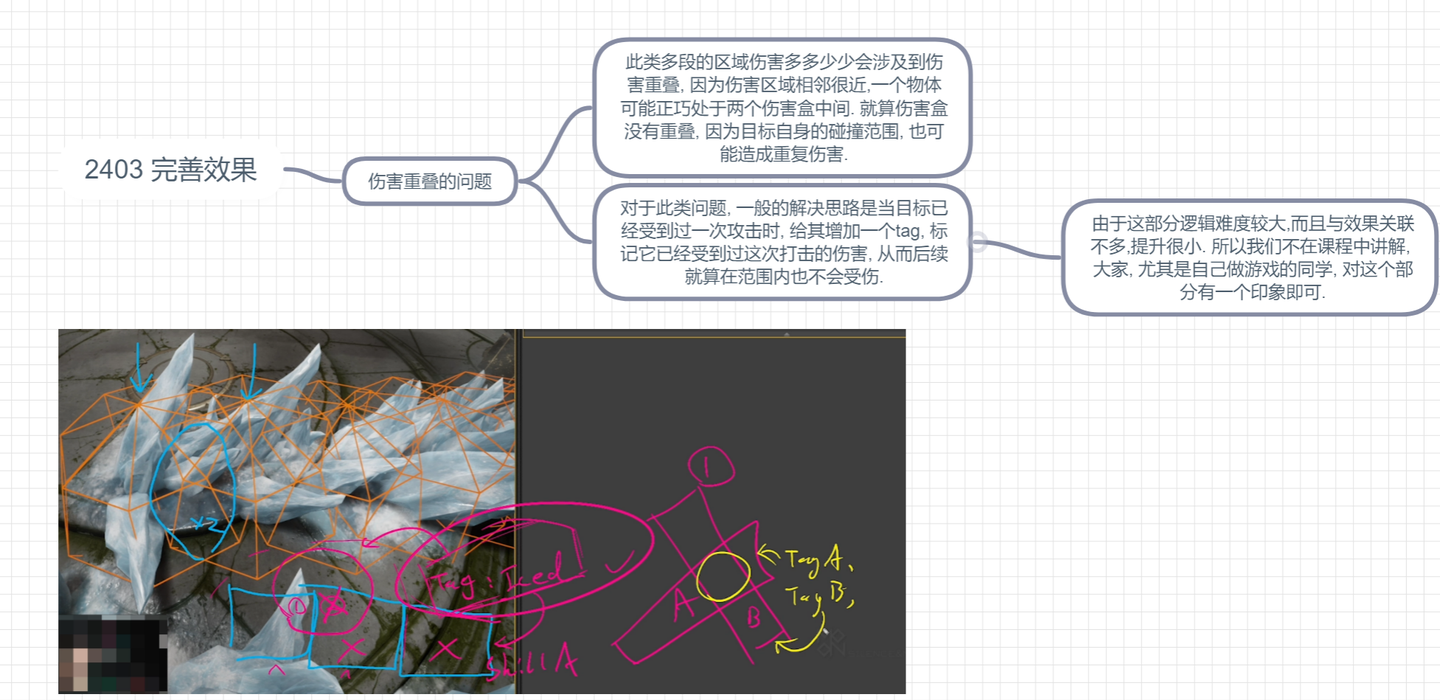 2403 完善效果
伤害重叠的问题
此类多段的区域伤害多多少少会涉及到伤
害重叠, 因为伤害区域相邻很近,一个物体
可能正巧处于两个伤害盒中间. 就算伤害盒
没有重叠, 因为目标自身的碰撞范围, 也可
能造成重复伤害.
对于此类问题, 一般的解决思路是当目标已
经受到过一次攻击时, 给其增加一个tag, 标
记它已经受到过这次打击的伤害, 从而后续
就算在范围内也不会受伤.
由于这部分逻辑难度较大,而且与效果关联
不多,提升很小. 所以我们不在课程中讲解,
大家, 尤其是自己做游戏的同学, 对这个部
分有一个印象即可.
x2
Tag : Iced
①
Skill A
①
A
B
Tag A,
Tag B,